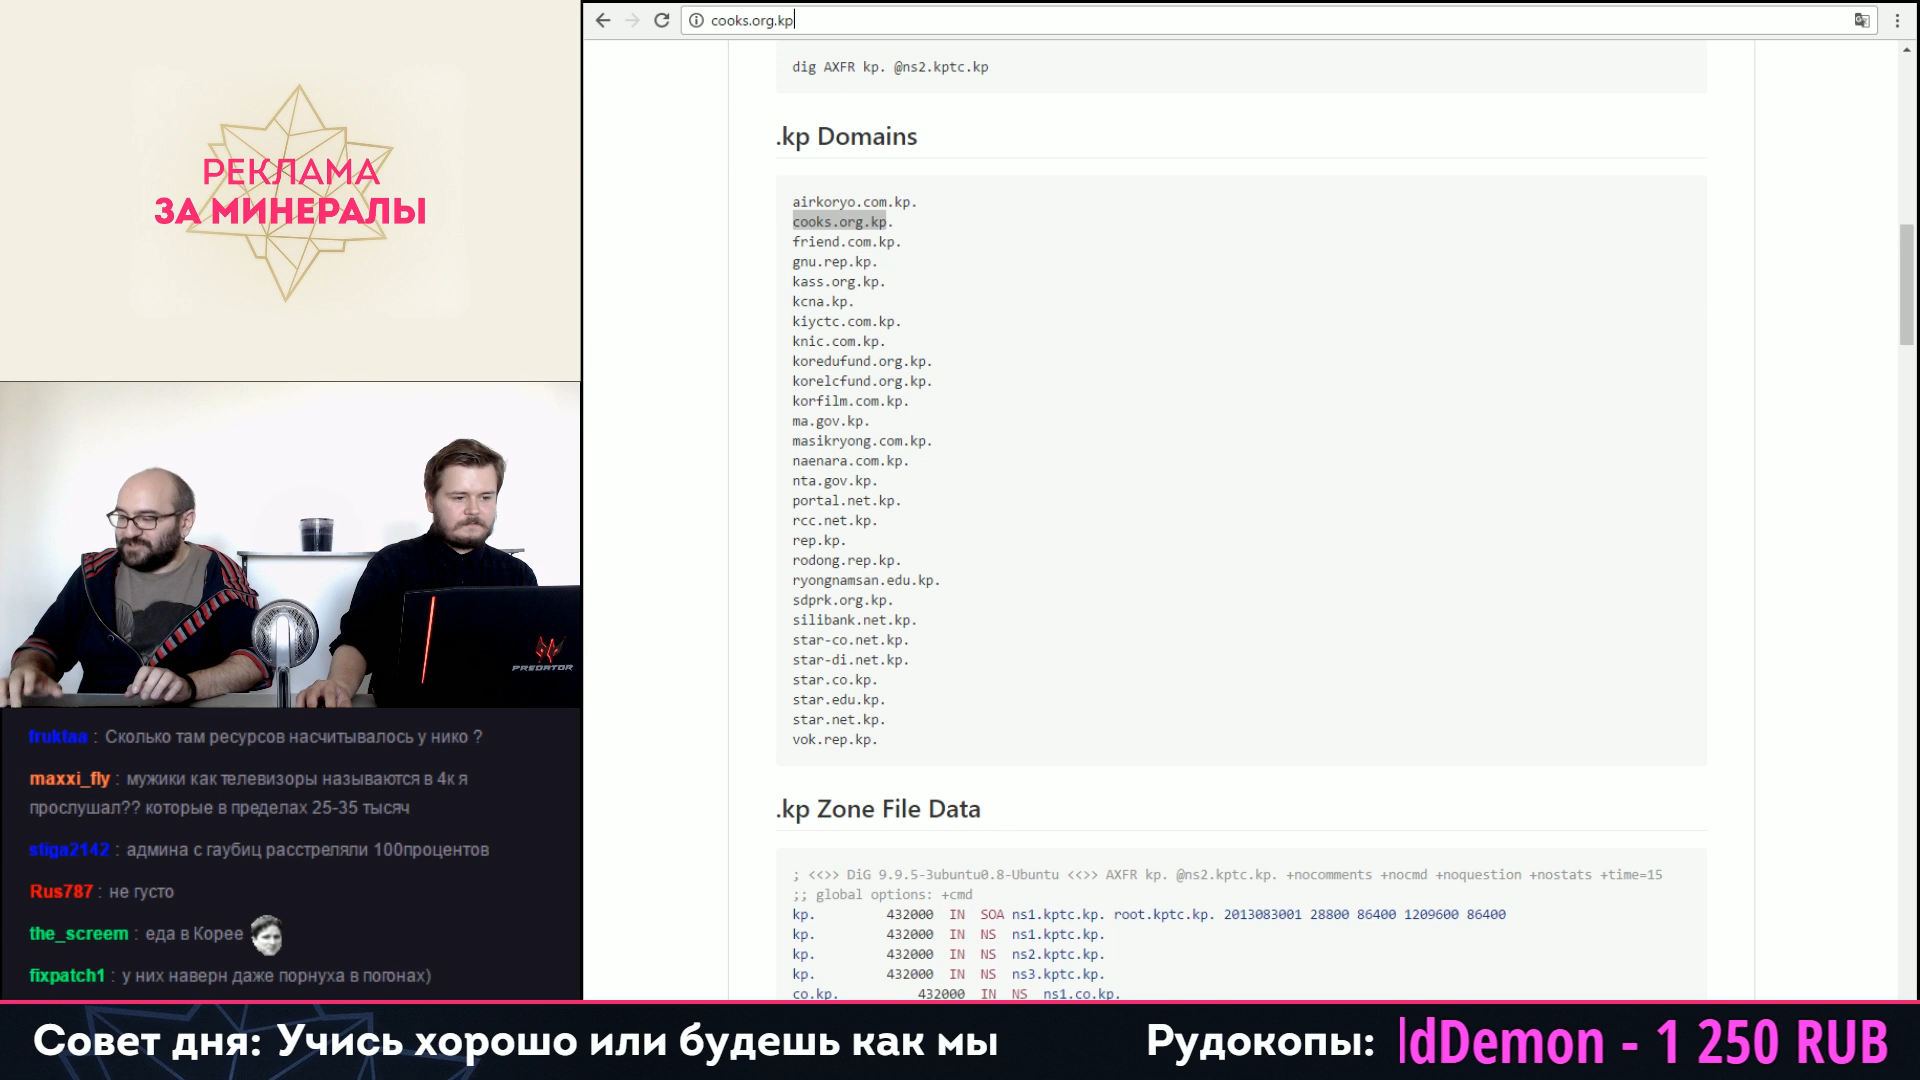 РЕКЛАМА
ЗА МИНЕРАЛЫ
PREDATOR
fruktaa : Сколько там ресурсов насчитывалось у нико ?
maxxi_fly : мужики как телевизоры называются в 4к я
прослушал?? которые в пределах 25-35 тысяч
stiga2142 : админа с гаубиц расстреляли 100процентов
Rus787 : не густо
the_screem : еда в Корее
fixpatch1 : у них наверн даже порнуха в погонах)
cooks.org.kp
dig AXFR kp. @ns2.kptc.kp
.kp Domains
airkoryo.com.kp.
cooks.org.kp.
friend.com.kp.
gnu.rep.kp.
kass.org.kp.
kcna.kp.
kiyctc.com.kp.
knic.com.kp.
koredufund.org.kp.
korelcfund.org.kp.
korfilm.com.kp.
ma.gov.kp.
masikryong.com.kp.
naenara.com.kp.
nta.gov.kp.
portal.net.kp.
rcc.net.kp.
rep.kp.
rodong.rep.kp.
ryongnamsan.edu.kp.
sdprk.org.kp.
silibank.net.kp.
star-co.net.kp.
star-di.net.kp.
star.co.kp.
star.edu.kp.
star.net.kp.
vok.rep.kp.
.kp Zone File Data
; <<>> DiG 9.9.5-3ubuntu0.8-Ubuntu <<>> AXFR kp. @ns2.kptc.kp. +nocomments +nocmd +noquestion +nostats +time=15
;; global options: +cmd
kp. 432000 IN SOA ns1.kptc.kp. root.kptc.kp. 2013083001 28800 86400 1209600 86400
kp. 432000 IN NS ns1.kptc.kp.
kp. 432000 IN NS ns2.kptc.kp.
kp. 432000 IN NS ns3.kptc.kp.
co.kp. 432000 IN NS ns1.co.kp.
Совет дня: Учись хорошо или будешь как мы
Рудокопы: ldDemon - 1 250 RUB